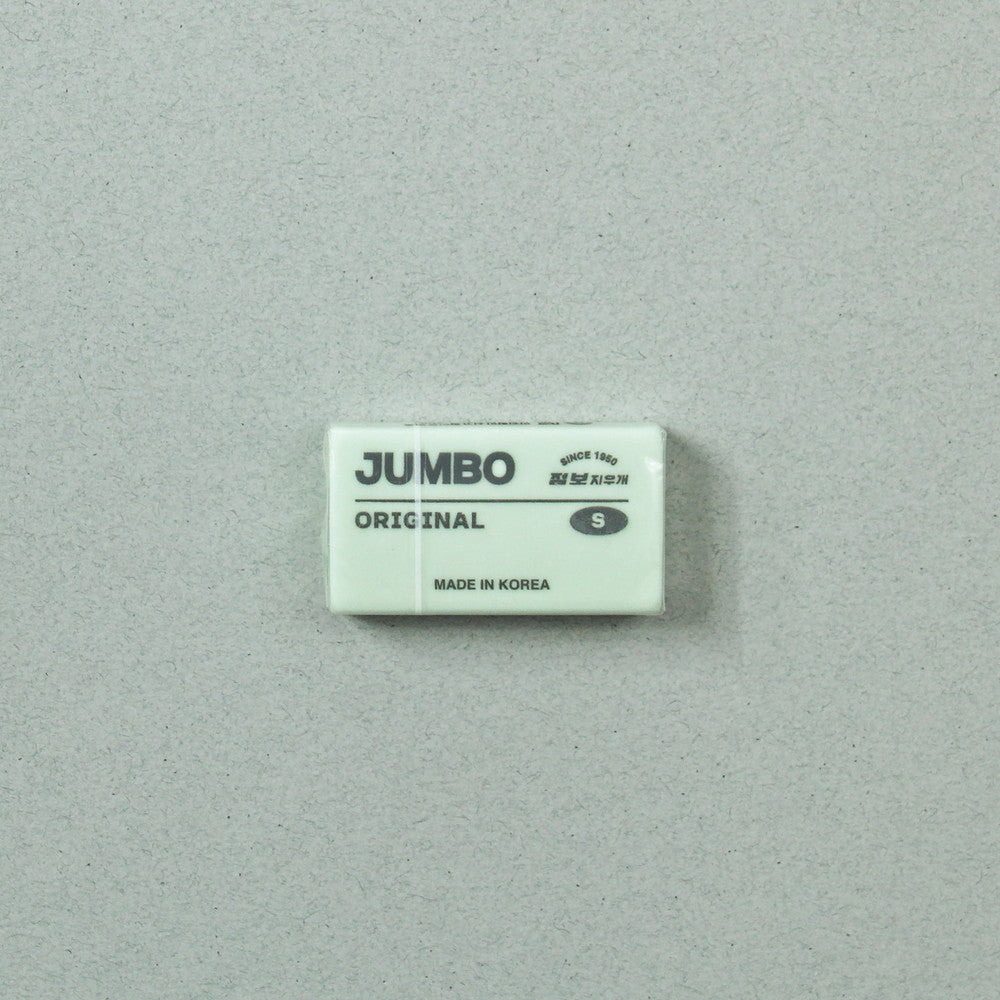 JUMBO
SINCE 1950
점보지우개
ORIGINAL
S
MADE IN KOREA